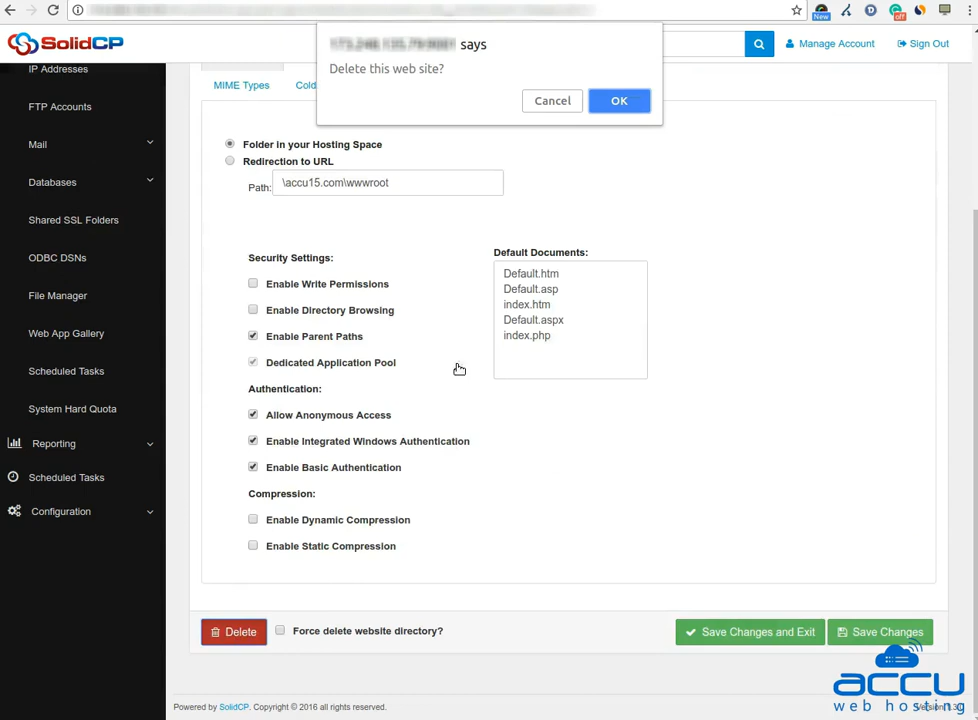 New
off
SolidCP
says
Delete this web site?
Cancel
OK
Manage Account
Sign Out
IP Addresses
FTP Accounts
Mail
Databases
Shared SSL Folders
ODBC DSNs
File Manager
Web App Gallery
Scheduled Tasks
System Hard Quota
Reporting
Scheduled Tasks
Configuration
MIME Types
Cold
Folder in your Hosting Space
Redirection to URL
Path: \accu15.com\wwwroot
Security Settings:
Enable Write Permissions
Enable Directory Browsing
Enable Parent Paths
Dedicated Application Pool
Authentication:
Allow Anonymous Access
Enable Integrated Windows Authentication
Enable Basic Authentication
Compression:
Enable Dynamic Compression
Enable Static Compression
Default Documents:
Default.htm
Default.asp
index.htm
Default.aspx
index.php
Delete
Force delete website directory?
Save Changes and Exit
Save Changes
Powered by SolidCP. Copyright © 2016 all rights reserved.
ACCU
web hosting